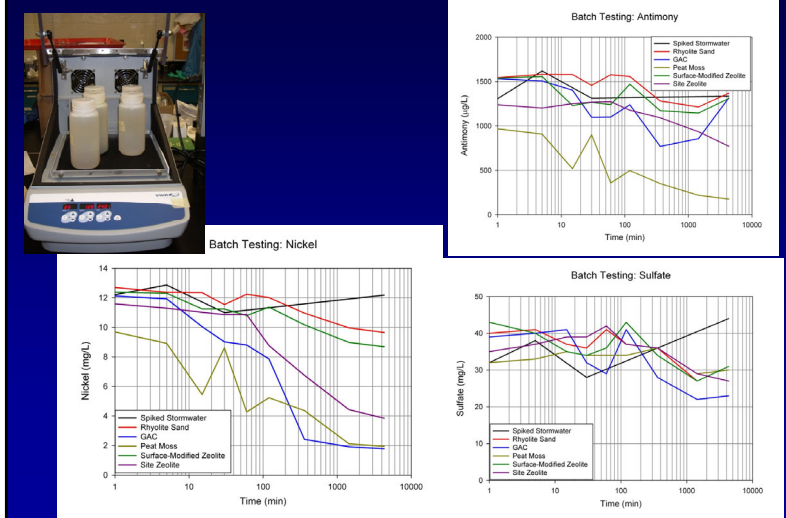 Batch Testing: Antimony
2000
1500
1000
500
0
Antimony (µg/L)
Spiked Stormwater
Rhyolite Sand
GAC
Peat Moss
Surface-Modified Zeolite
Site Zeolite
1
10
100
1000
10000
Time (min)
Batch Testing: Nickel
14
12
10
8
6
4
2
0
Nickel (mg/L)
Spiked Stormwater
Rhyolite Sand
GAC
Peat Moss
Surface-Modified Zeolite
Site Zeolite
1
10
100
1000
10000
Time (min)
Batch Testing: Sulfate
50
40
30
20
10
0
Sulfate (mg/L)
Spiked Stormwater
Rhyolite Sand
GAC
Peat Moss
Surface-Modified Zeolite
Site Zeolite
1
10
100
1000
10000
Time (min)